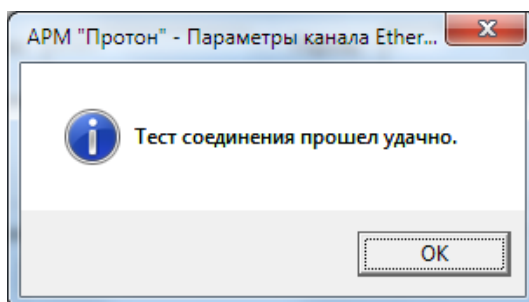 АРМ "Протон" - Параметры канала Ether...
Тест соединения прошел удачно.
OK